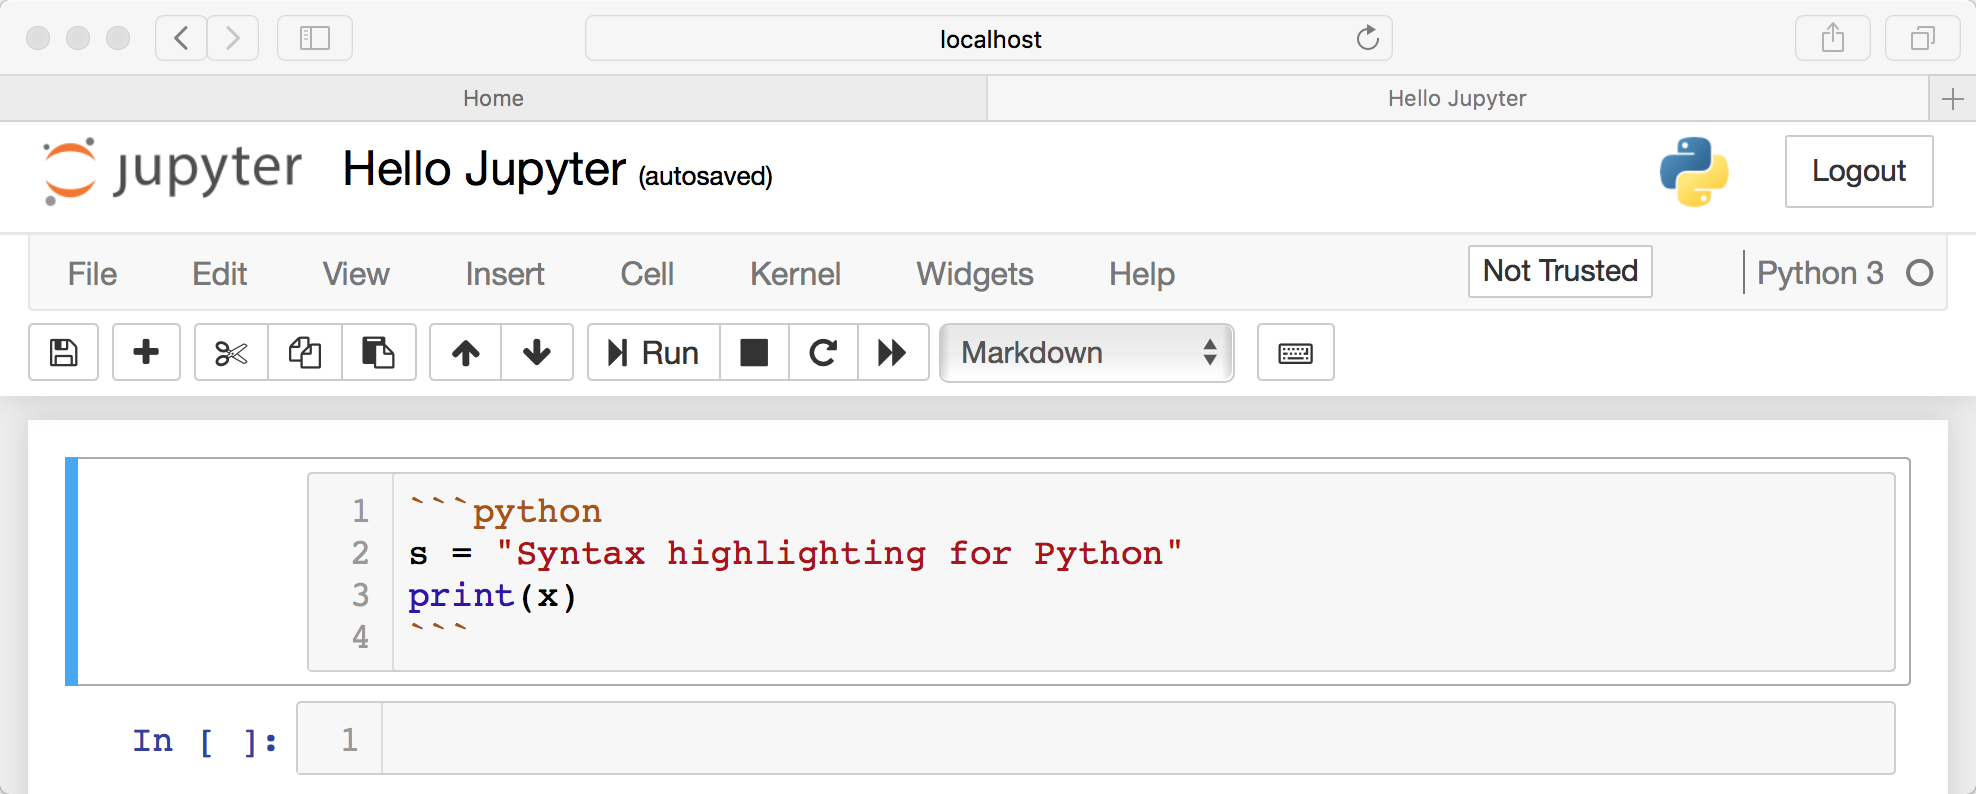 localhost
Home Hello Jupyter
jupyter Hello Jupyter (autosaved) Logout
File Edit View Insert Cell Kernel Widgets Help Not Trusted Python 3
Run Markdown
1 ```python
2 s = "Syntax highlighting for Python"
3 print(x)
4 ```
In [ ]: 1